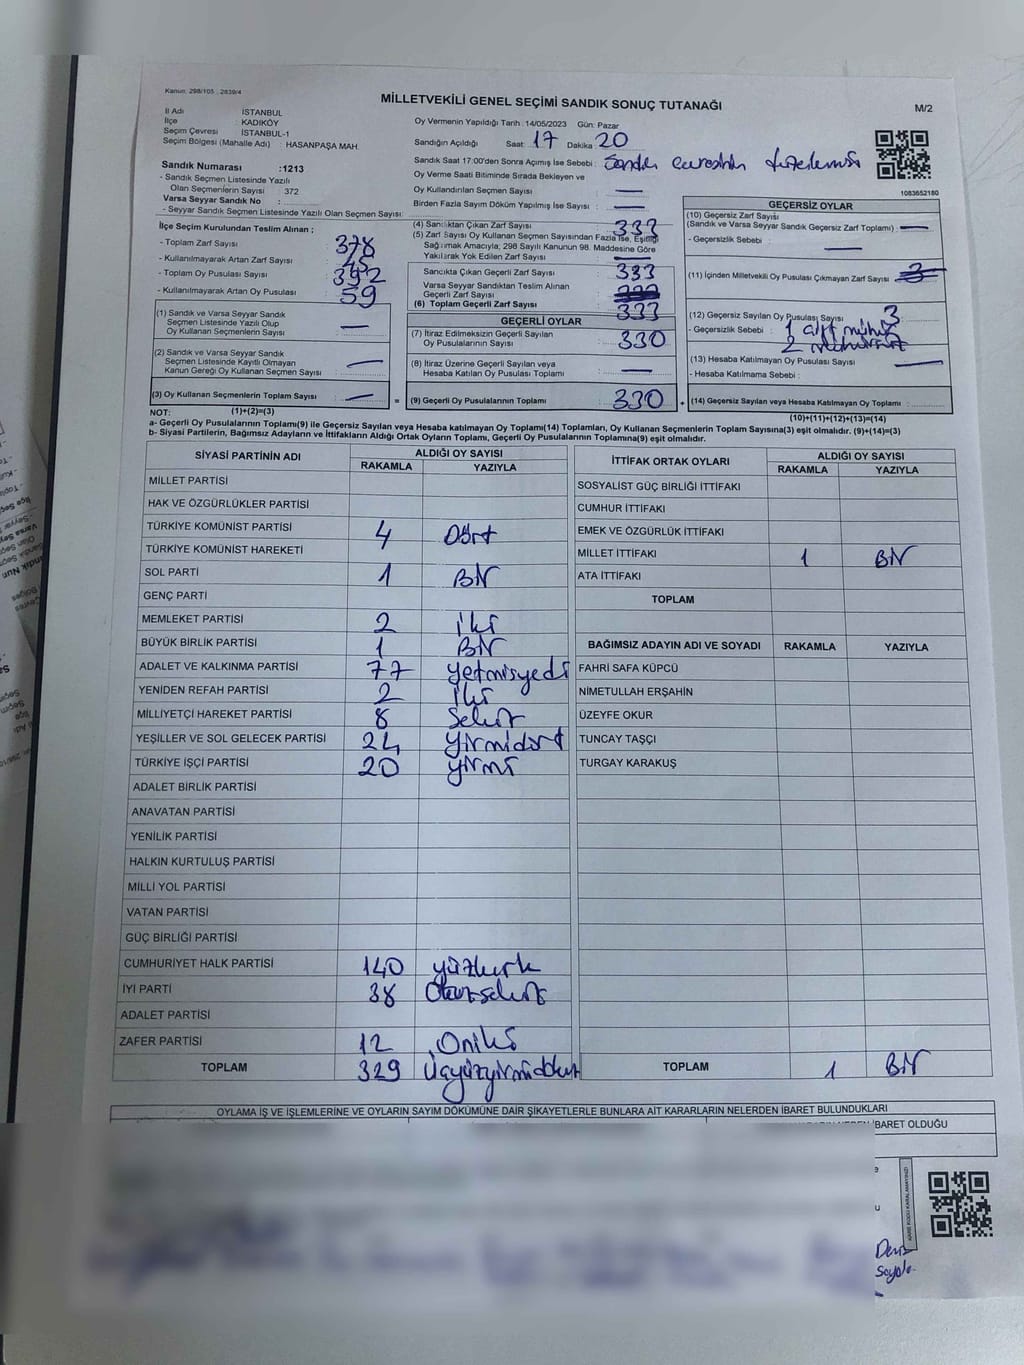 Kanun: 298/105 , 2839/4
MİLLETVEKİLİ GENEL SEÇİMİ SANDIK SONUÇ TUTANAĞI
M/2
İl Adı : İSTANBUL
İlçe : KADIKÖY
Seçim Çevresi : İSTANBUL-1
Seçim Bölgesi (Mahalle Adı) : HASANPAŞA MAH.
Oy Vermenin Yapıldığı Tarih :14/05/2023 Gün: Pazar
Sandığın Açıldığı Saat: 17 Dakika 20
Sandık Saat 17:00'den Sonra Açılmış İse Sebebi :
Oy Verme Saati Bitiminde Sırada Bekleyen ve
Oy Kullandırılan Seçmen Sayısı : —
Birden Fazla Sayım Döküm Yapılmış İse Sayısı : —
1083652180
Sandık Numarası :1213
- Sandık Seçmen Listesinde Yazılı
Olan Seçmenlerin Sayısı : 372
Varsa Seyyar Sandık No :
- Seyyar Sandık Seçmen Listesinde Yazılı Olan Seçmen Sayısı:
İlçe Seçim Kurulundan Teslim Alınan ;
- Toplam Zarf Sayısı : 378
- Kullanılmayarak Artan Zarf Sayısı : 45
- Toplam Oy Pusulası Sayısı : 392
- Kullanılmayarak Artan Oy Pusulası : 59
(1) Sandık ve Varsa Seyyar Sandık
Seçmen Listesinde Yazılı Olup
Oy Kullanan Seçmenlerin Sayısı : —
(2) Sandık ve Varsa Seyyar Sandık
Seçmen Listesinde Kayıtlı Olmayan
Kanun Gereği Oy Kullanan Seçmen Sayısı : —
(3) Oy Kullanan Seçmenlerin Toplam Sayısı : —
(4) Sandıktan Çıkan Zarf Sayısı : 333
(5) Zarf Sayısı Oy Kullanan Seçmen Sayısından Fazla İse, Eşitliği
Sağlamak Amacıyla; 298 Sayılı Kanunun 98. Maddesine Göre
Yakılarak Yok Edilen Zarf Sayısı : —
Sandıkta Çıkan Geçerli Zarf Sayısı : 333
Varsa Seyyar Sandıktan Teslim Alınan
Geçerli Zarf Sayısı :
(6) Toplam Geçerli Zarf Sayısı : 333
GEÇERLİ OYLAR
(7) İtiraz Edilmeksizin Geçerli Sayılan
Oy Pusulalarının Sayısı : 330
(8) İtiraz Üzerine Geçerli Sayılan veya
Hesaba Katılan Oy Pusulası Toplamı : —
= (9) Geçerli Oy Pusulalarının Toplamı : 330 +
GEÇERSİZ OYLAR
(10) Geçersiz Zarf Sayısı
(Sandık ve Varsa Seyyar Sandık Geçersiz Zarf Toplamı) : —
- Geçersizlik Sebebi : —
(11) İçinden Milletvekili Oy Pusulası Çıkmayan Zarf Sayısı : 3
(12) Geçersiz Sayılan Oy Pusulası Sayısı : 3
- Geçersizlik Sebebi : 1 çift mühür
2
(13) Hesaba Katılmayan Oy Pusulası Sayısı : —
- Hesaba Katılmama Sebebi :
(14) Geçersiz Sayılan veya Hesaba Katılmayan Oy Toplamı :
NOT: (1)+(2)=(3)
(10)+(11)+(12)+(13)=(14)
a- Geçerli Oy Pusulalarının Toplamı(9) ile Geçersiz Sayılan veya Hesaba katılmayan Oy Toplamı(14) Toplamları, Oy Kullanan Seçmenlerin Toplam Sayısına(3) eşit olmalıdır. (9)+(14)=(3)
b- Siyasi Partilerin, Bağımsız Adayların ve İttifakların Aldığı Ortak Oyların Toplamı, Geçerli Oy Pusulalarının Toplamına(9) eşit olmalıdır.
SİYASİ PARTİNİN ADI ALDIĞI OY SAYISI
RAKAMLA YAZIYLA
MİLLET PARTİSİ
HAK VE ÖZGÜRLÜKLER PARTİSİ
TÜRKİYE KOMÜNİST PARTİSİ 4 Dört
TÜRKİYE KOMÜNİST HAREKETİ
SOL PARTİ 1 Bir
GENÇ PARTİ
MEMLEKET PARTİSİ 2 iki
BÜYÜK BİRLİK PARTİSİ 1 Bir
ADALET VE KALKINMA PARTİSİ 77 yetmişyedi
YENİDEN REFAH PARTİSİ 2 iki
MİLLİYETÇİ HAREKET PARTİSİ 8 Sekiz
YEŞİLLER VE SOL GELECEK PARTİSİ 24 yirmidört
TÜRKİYE İŞÇİ PARTİSİ 20 yirmi
ADALET BİRLİK PARTİSİ
ANAVATAN PARTİSİ
YENİLİK PARTİSİ
HALKIN KURTULUŞ PARTİSİ
MİLLİ YOL PARTİSİ
VATAN PARTİSİ
GÜÇ BİRLİĞİ PARTİSİ
CUMHURİYET HALK PARTİSİ 140 yüzkırk
İYİ PARTİ 38 Otuzsekiz
ADALET PARTİSİ
ZAFER PARTİSİ 12 Oniki
TOPLAM 329 Üçyüzyirmidokuz
İTTİFAK ORTAK OYLARI ALDIĞI OY SAYISI
RAKAMLA YAZIYLA
SOSYALİST GÜÇ BİRLİĞİ İTTİFAKI
CUMHUR İTTİFAKI
EMEK VE ÖZGÜRLÜK İTTİFAKI
MİLLET İTTİFAKI 1 Bir
ATA İTTİFAKI
TOPLAM
BAĞIMSIZ ADAYIN ADI VE SOYADI RAKAMLA YAZIYLA
FAHRİ SAFA KÜPCÜ
NİMETULLAH ERŞAHİN
ÜZEYFE OKUR
TUNCAY TAŞÇI
TURGAY KARAKUŞ
TOPLAM 1 Bir
OYLAMA İŞ VE İŞLEMLERİNE VE OYLARIN SAYIM DÖKÜMÜNE DAİR ŞİKAYETLERLE BUNLARA AİT KARARLARIN NELERDEN İBARET BULUNDUKLARI
İBARET OLDUĞU
Deniz